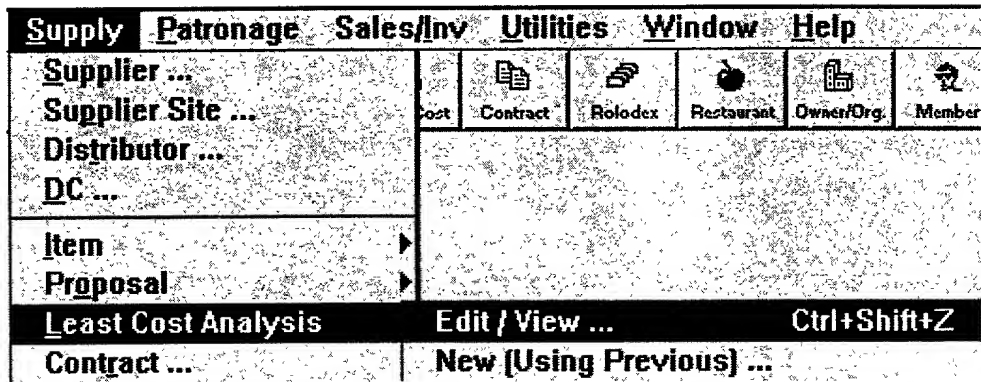 Supply Patronage Sales/Inv Utilities Window Help
Supplier ...
Supplier Site ...
Distributor ...
DC ...
Cost Contract Rolodex Restaurant Owner/Org. Member
Item
Proposal
Least Cost Analysis Edit / View ... Ctrl+Shift+Z
Contract ... New (Using Previous) ...